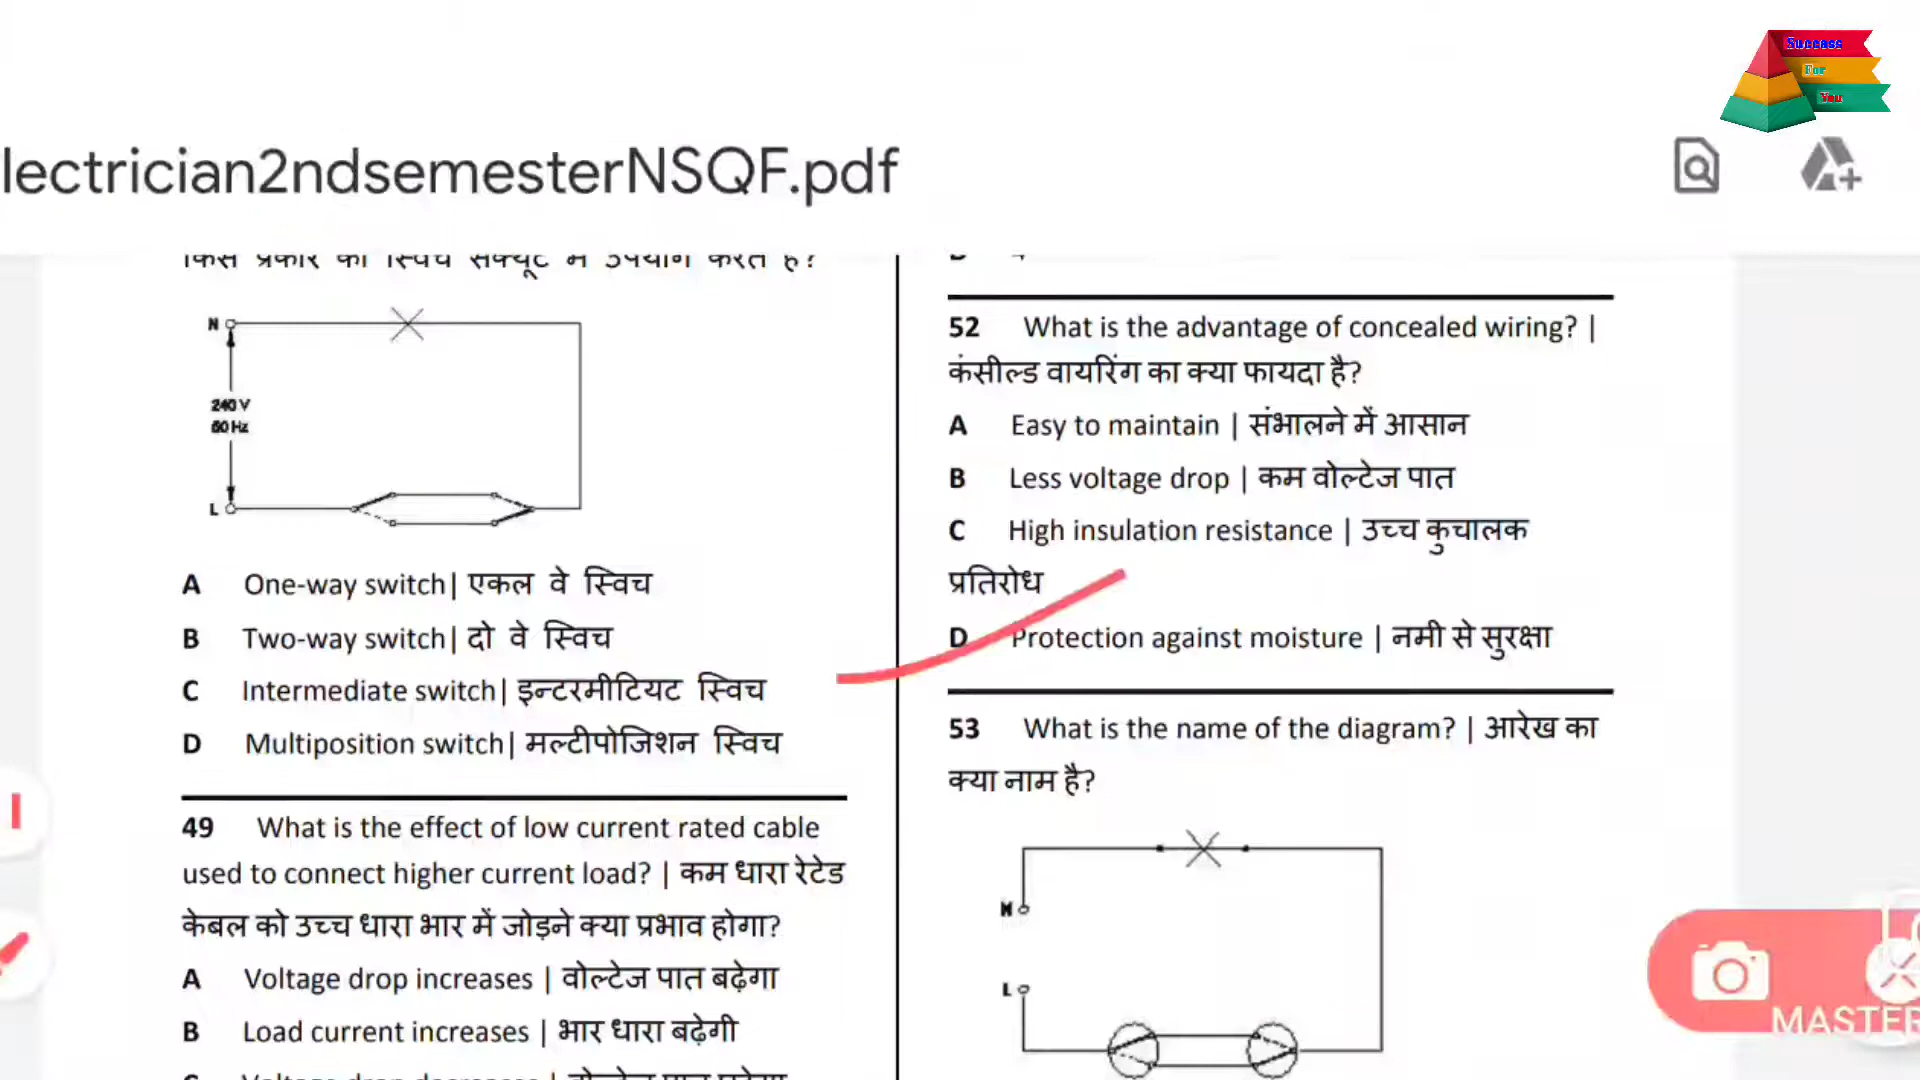 Success
For
You
lectrician2ndsemesterNSQF.pdf
किस प्रकार का स्विच सर्क्यूट में उपयोग करते है?
N
240 V
50 Hz
L
A One-way switch| एकल वे स्विच
B Two-way switch| दो वे स्विच
C Intermediate switch| इन्टरमीटियट स्विच
D Multiposition switch| मल्टीपोजिशन स्विच
49 What is the effect of low current rated cable
used to connect higher current load? | कम धारा रेटेड
केबल को उच्च धारा भार में जोड़ने क्या प्रभाव होगा?
A Voltage drop increases | वोल्टेज पात बढ़ेगा
B Load current increases | भार धारा बढ़ेगी
52 What is the advantage of concealed wiring? |
कंसील्ड वायरिंग का क्या फायदा है?
A Easy to maintain | संभालने में आसान
B Less voltage drop | कम वोल्टेज पात
C High insulation resistance | उच्च कुचालक
प्रतिरोध
D Protection against moisture | नमी से सुरक्षा
53 What is the name of the diagram? | आरेख का
क्या नाम है?
N
L
MASTER